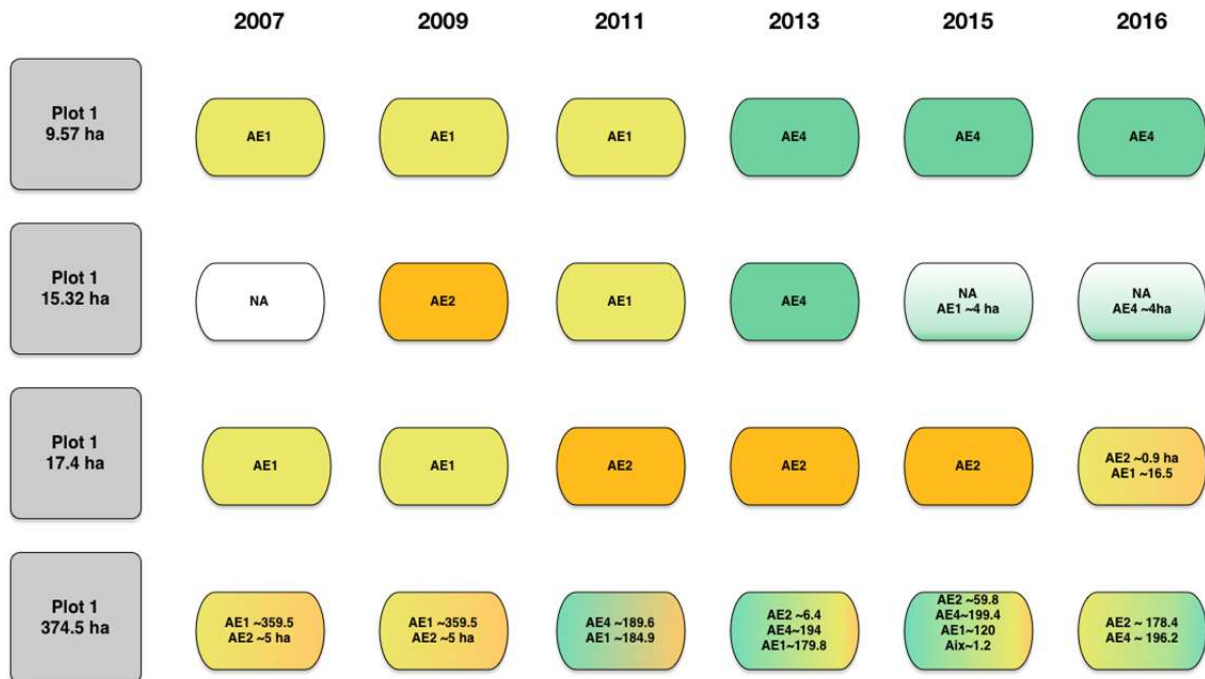 2007 2009 2011 2013 2015 2016
Plot 1
9.57 ha
AE1
AE1
AE1
AE4
AE4
AE4
Plot 1
15.32 ha
NA
AE2
AE1
AE4
NA
AE1 ~4 ha
NA
AE4 ~4ha
Plot 1
17.4 ha
AE1
AE1
AE2
AE2
AE2
AE2 ~0.9 ha
AE1 ~16.5
Plot 1
374.5 ha
AE1 ~359.5
AE2 ~5 ha
AE1 ~359.5
AE2 ~5 ha
AE4 ~189.6
AE1 ~184.9
AE2 ~6.4
AE4~194
AE1~179.8
AE2 ~59.8
AE4~199.4
AE1~120
Aix~1.2
AE2 ~ 178.4
AE4 ~ 196.2